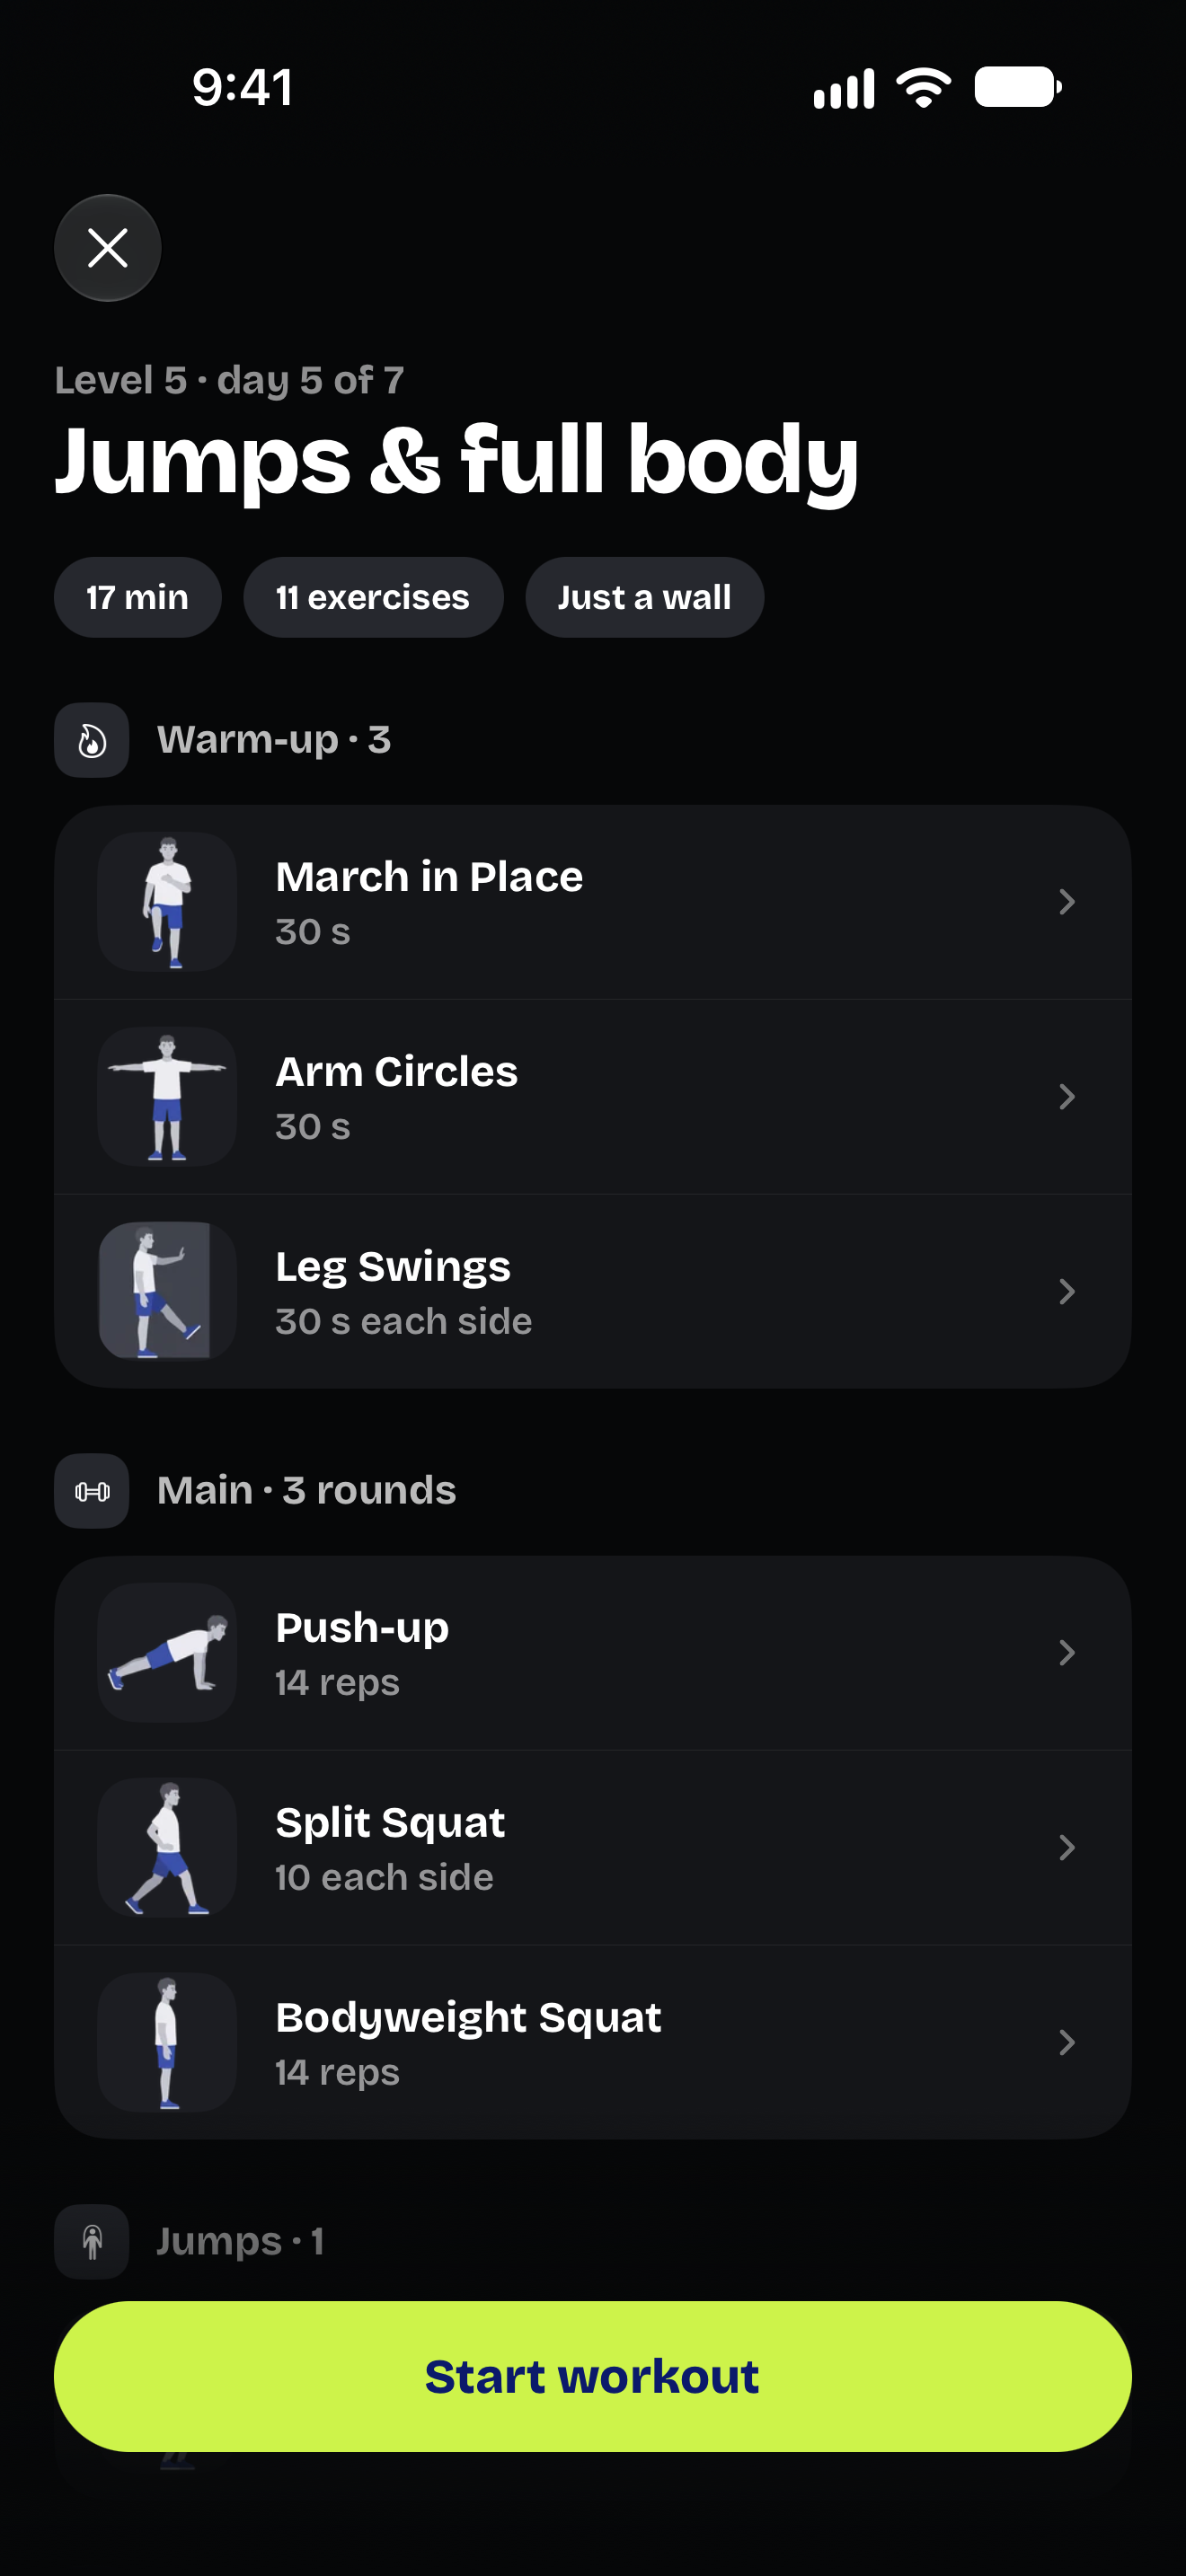 9:41
Level 5 · day 5 of 7
Jumps & full body
17 min
11 exercises
Just a wall
Warm-up · 3
March in Place
30 s
Arm Circles
30 s
Leg Swings
30 s each side
Main · 3 rounds
Push-up
14 reps
Split Squat
10 each side
Bodyweight Squat
14 reps
Jumps · 1
Start workout